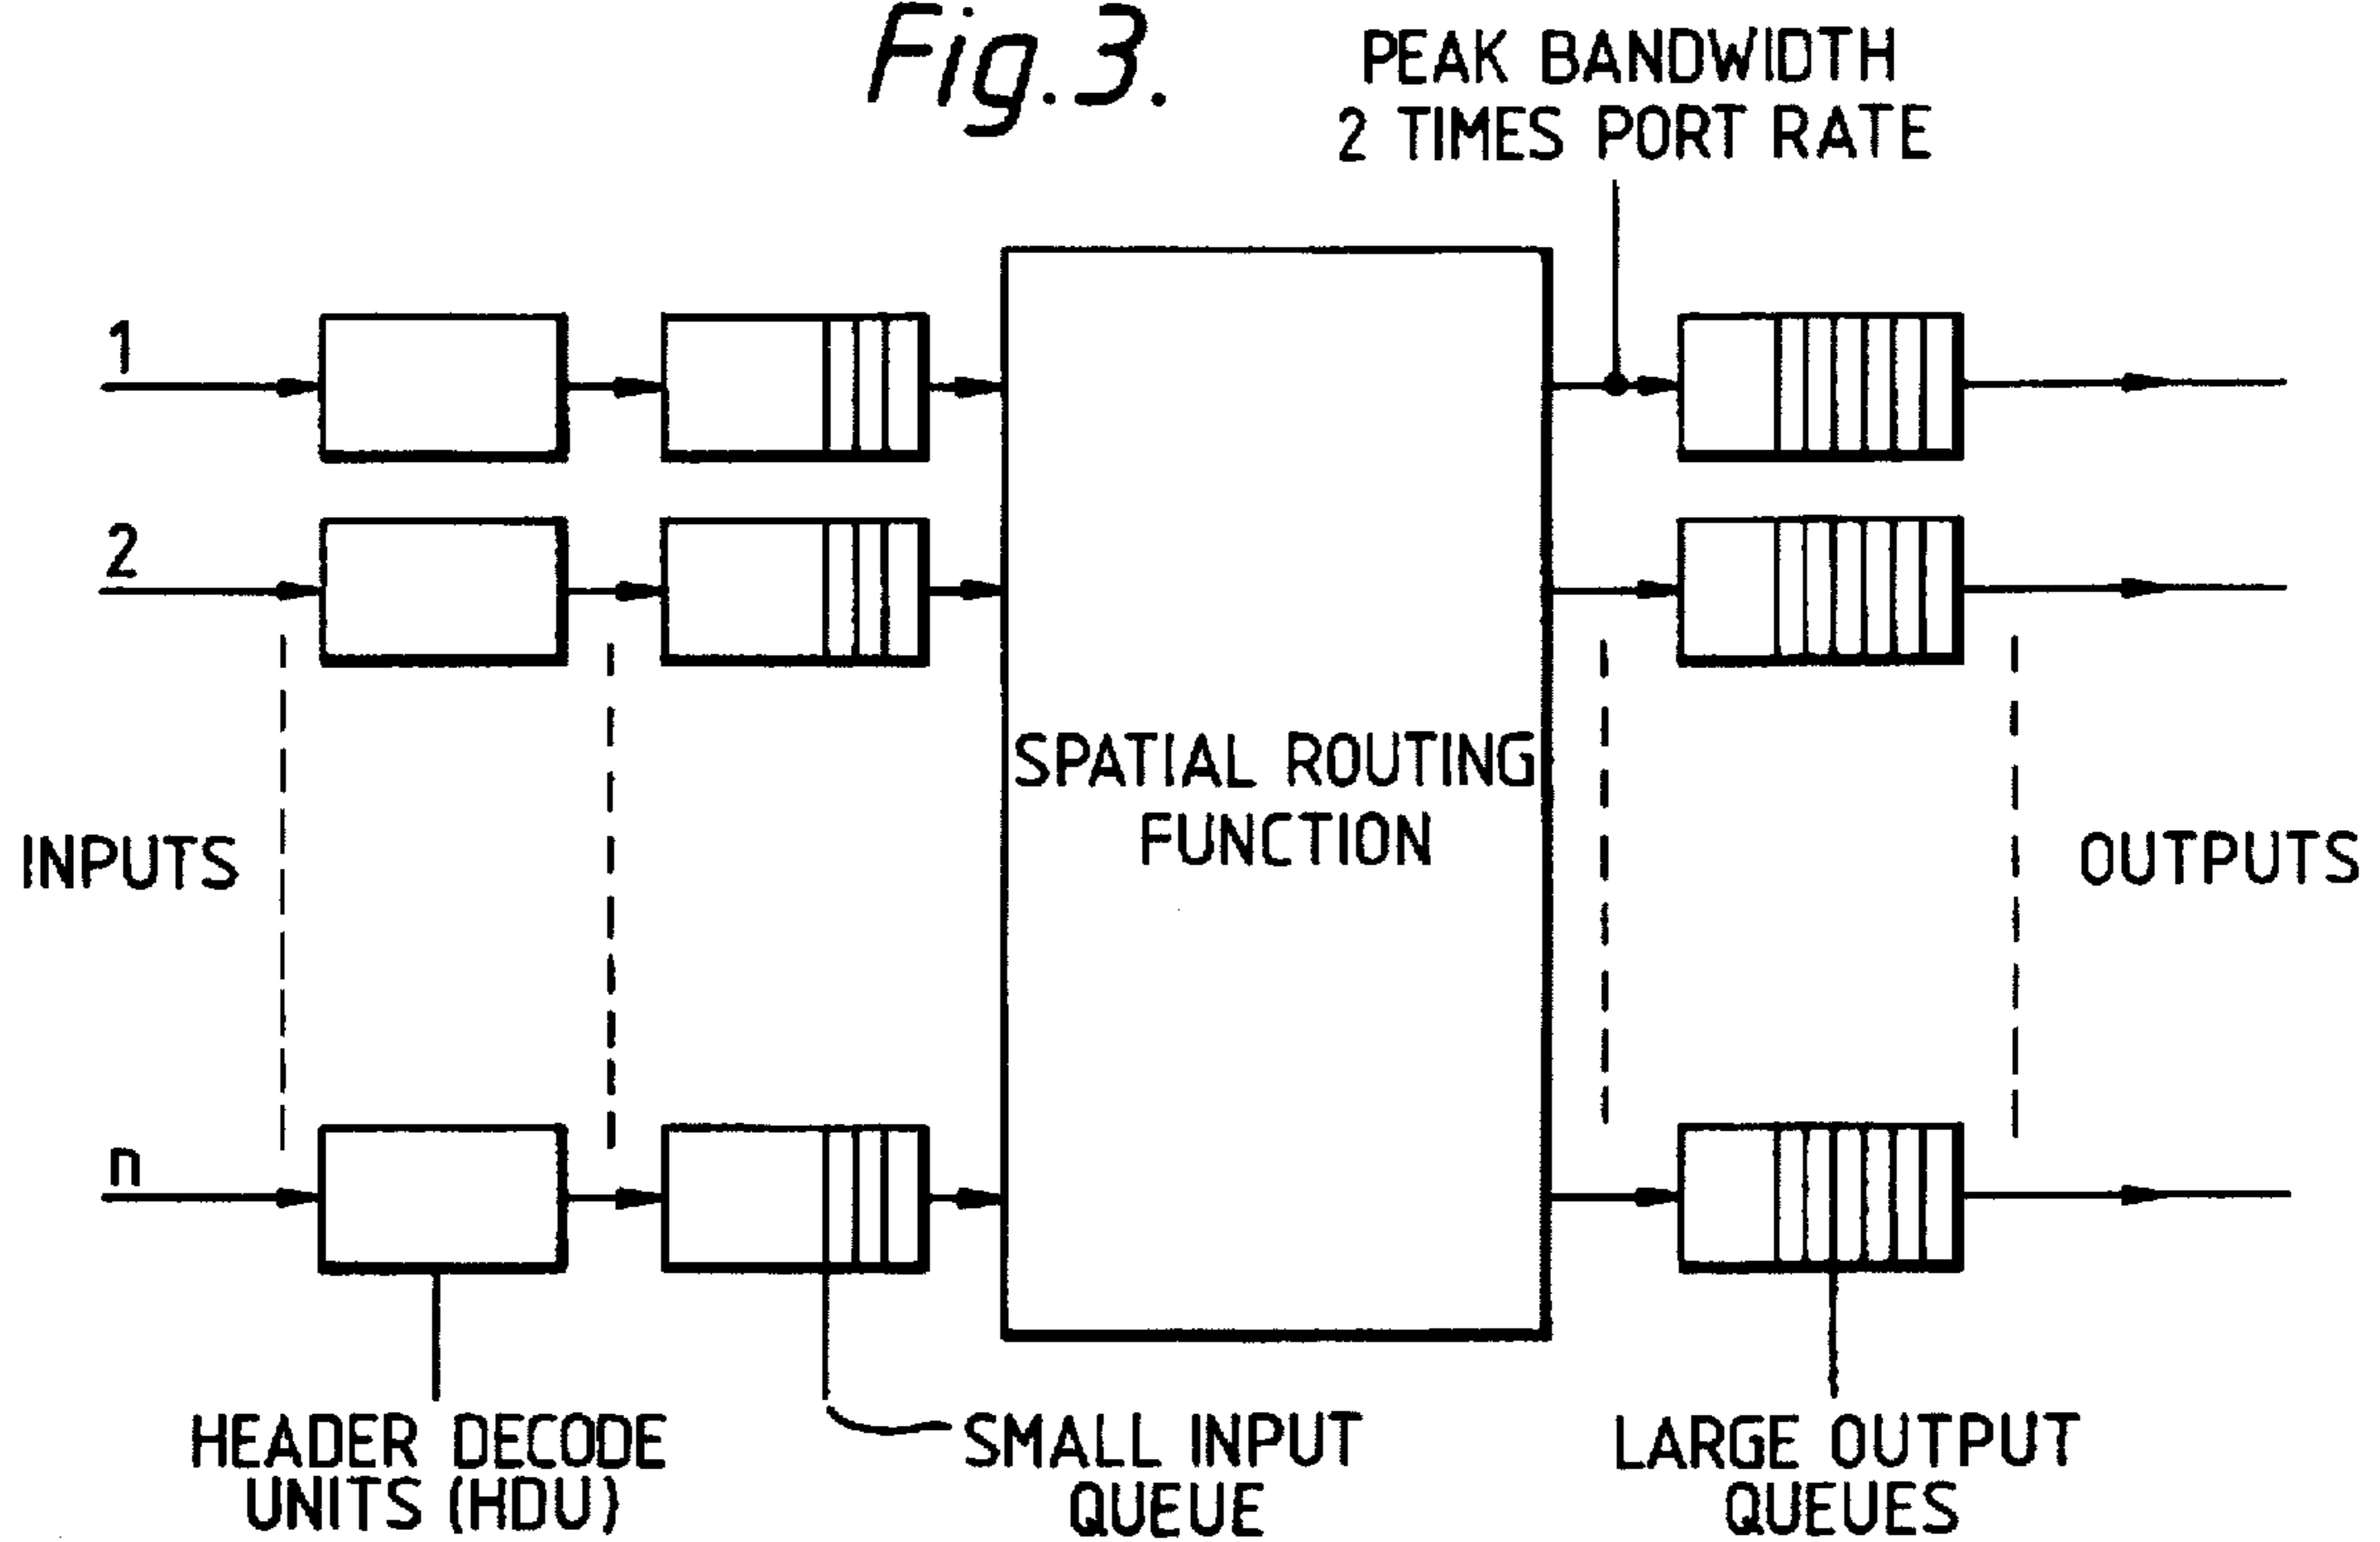 Fig.3.
PEAK BANDWIDTH
2 TIMES PORT RATE
1
2
SPATIAL ROUTING
FUNCTION
INPUTS
OUTPUTS
n
HEADER DECODE
UNITS (HDU)
SMALL INPUT
QUEUE
LARGE OUTPUT
QUEUES